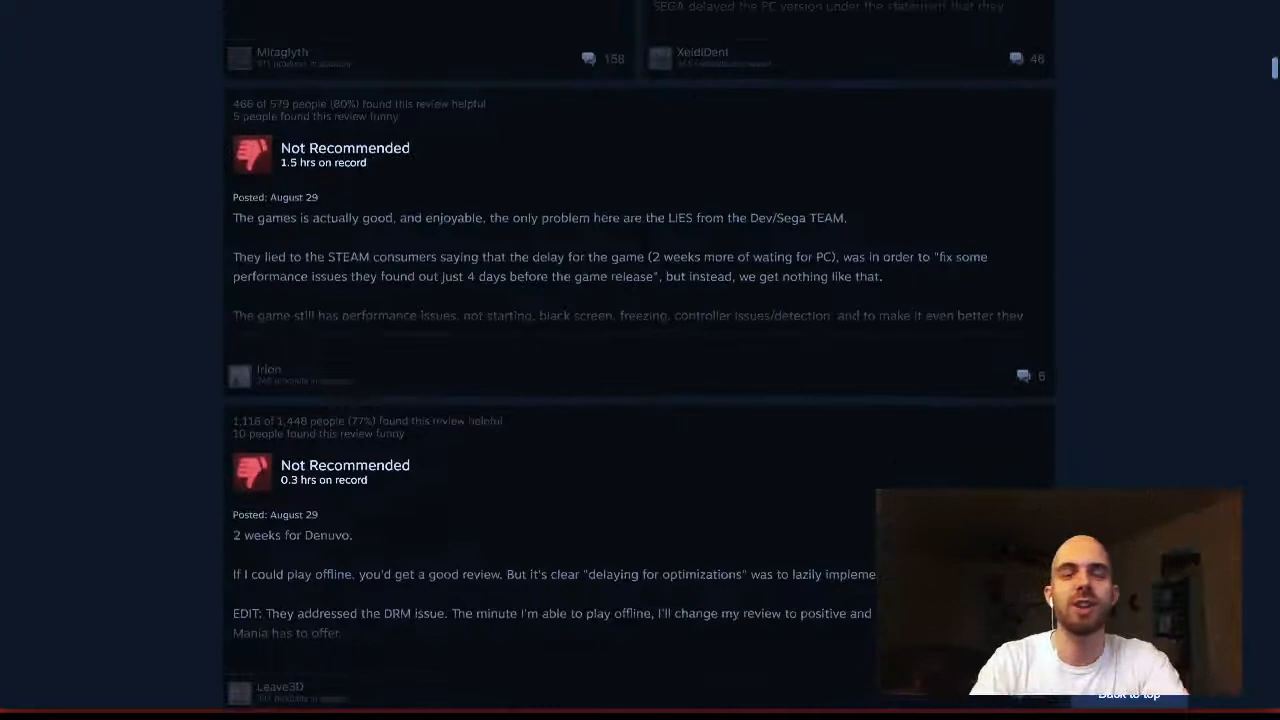 SEGA delayed the PC version under the statement that they
Miraglyth
158
XeidiDent
46
466 of 579 people (80%) found this review helpful
5 people found this review funny
Not Recommended
1.5 hrs on record
Posted: August 29
The games is actually good, and enjoyable, the only problem here are the LIES from the Dev/Sega TEAM.
They lied to the STEAM consumers saying that the delay for the game (2 weeks more of wating for PC), was in order to "fix some
performance issues they found out just 4 days before the game release", but instead, we get nothing like that.
The game still has performance issues, not starting, black screen, freezing, controller issues/detection, and to make it even better they
Irion
6
1,116 of 1,448 people (77%) found this review helpful
10 people found this review funny
Not Recommended
0.3 hrs on record
Posted: August 29
2 weeks for Denuvo.
If I could play offline, you'd get a good review. But it's clear "delaying for optimizations" was to lazily impleme
EDIT: They addressed the DRM issue. The minute I'm able to play offline, I'll change my review to positive and
Mania has to offer.
Leave3D
Back to top